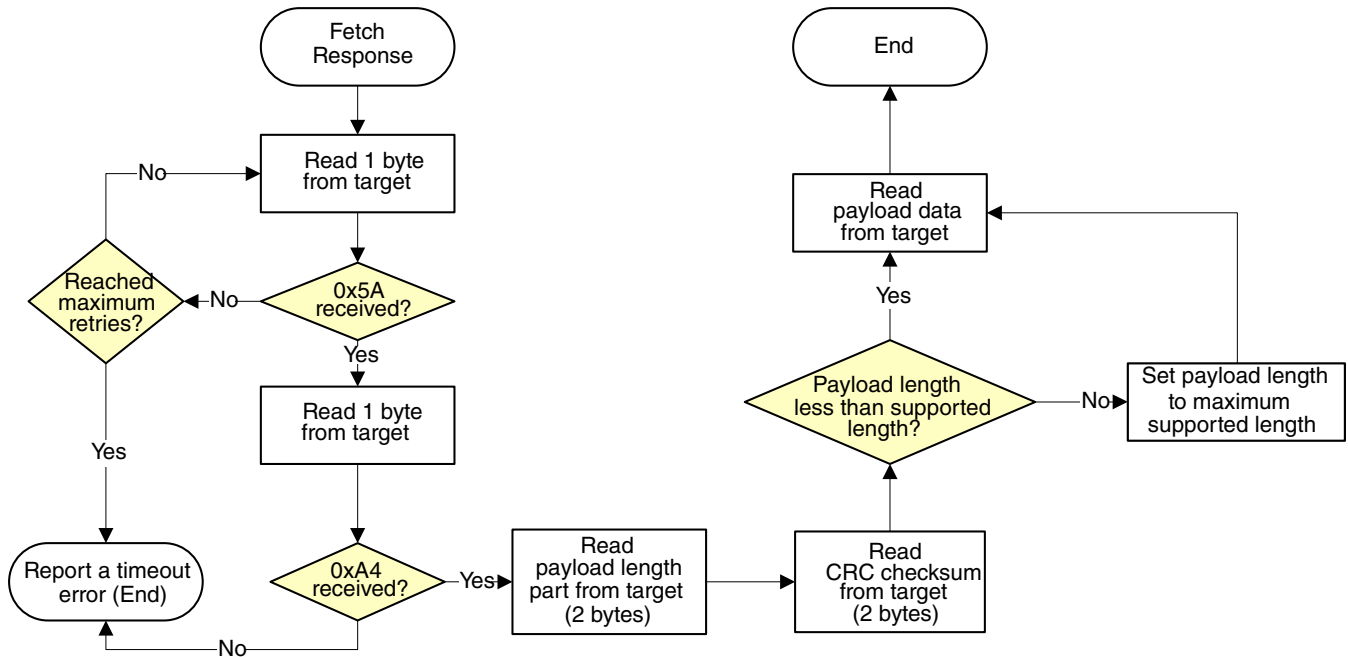 Fetch
Response
End
Read 1 byte
from target
No
Read
payload data
from target
Reached
maximum
retries?
No
0x5A
received?
Yes
Yes
Read 1 byte
from target
Payload length
less than supported
length?
No
Set payload length
to maximum
supported length
Yes
Report a timeout
error (End)
0xA4
received?
Yes
Read
payload length
part from target
(2 bytes)
Read
CRC checksum
from target
(2 bytes)
No